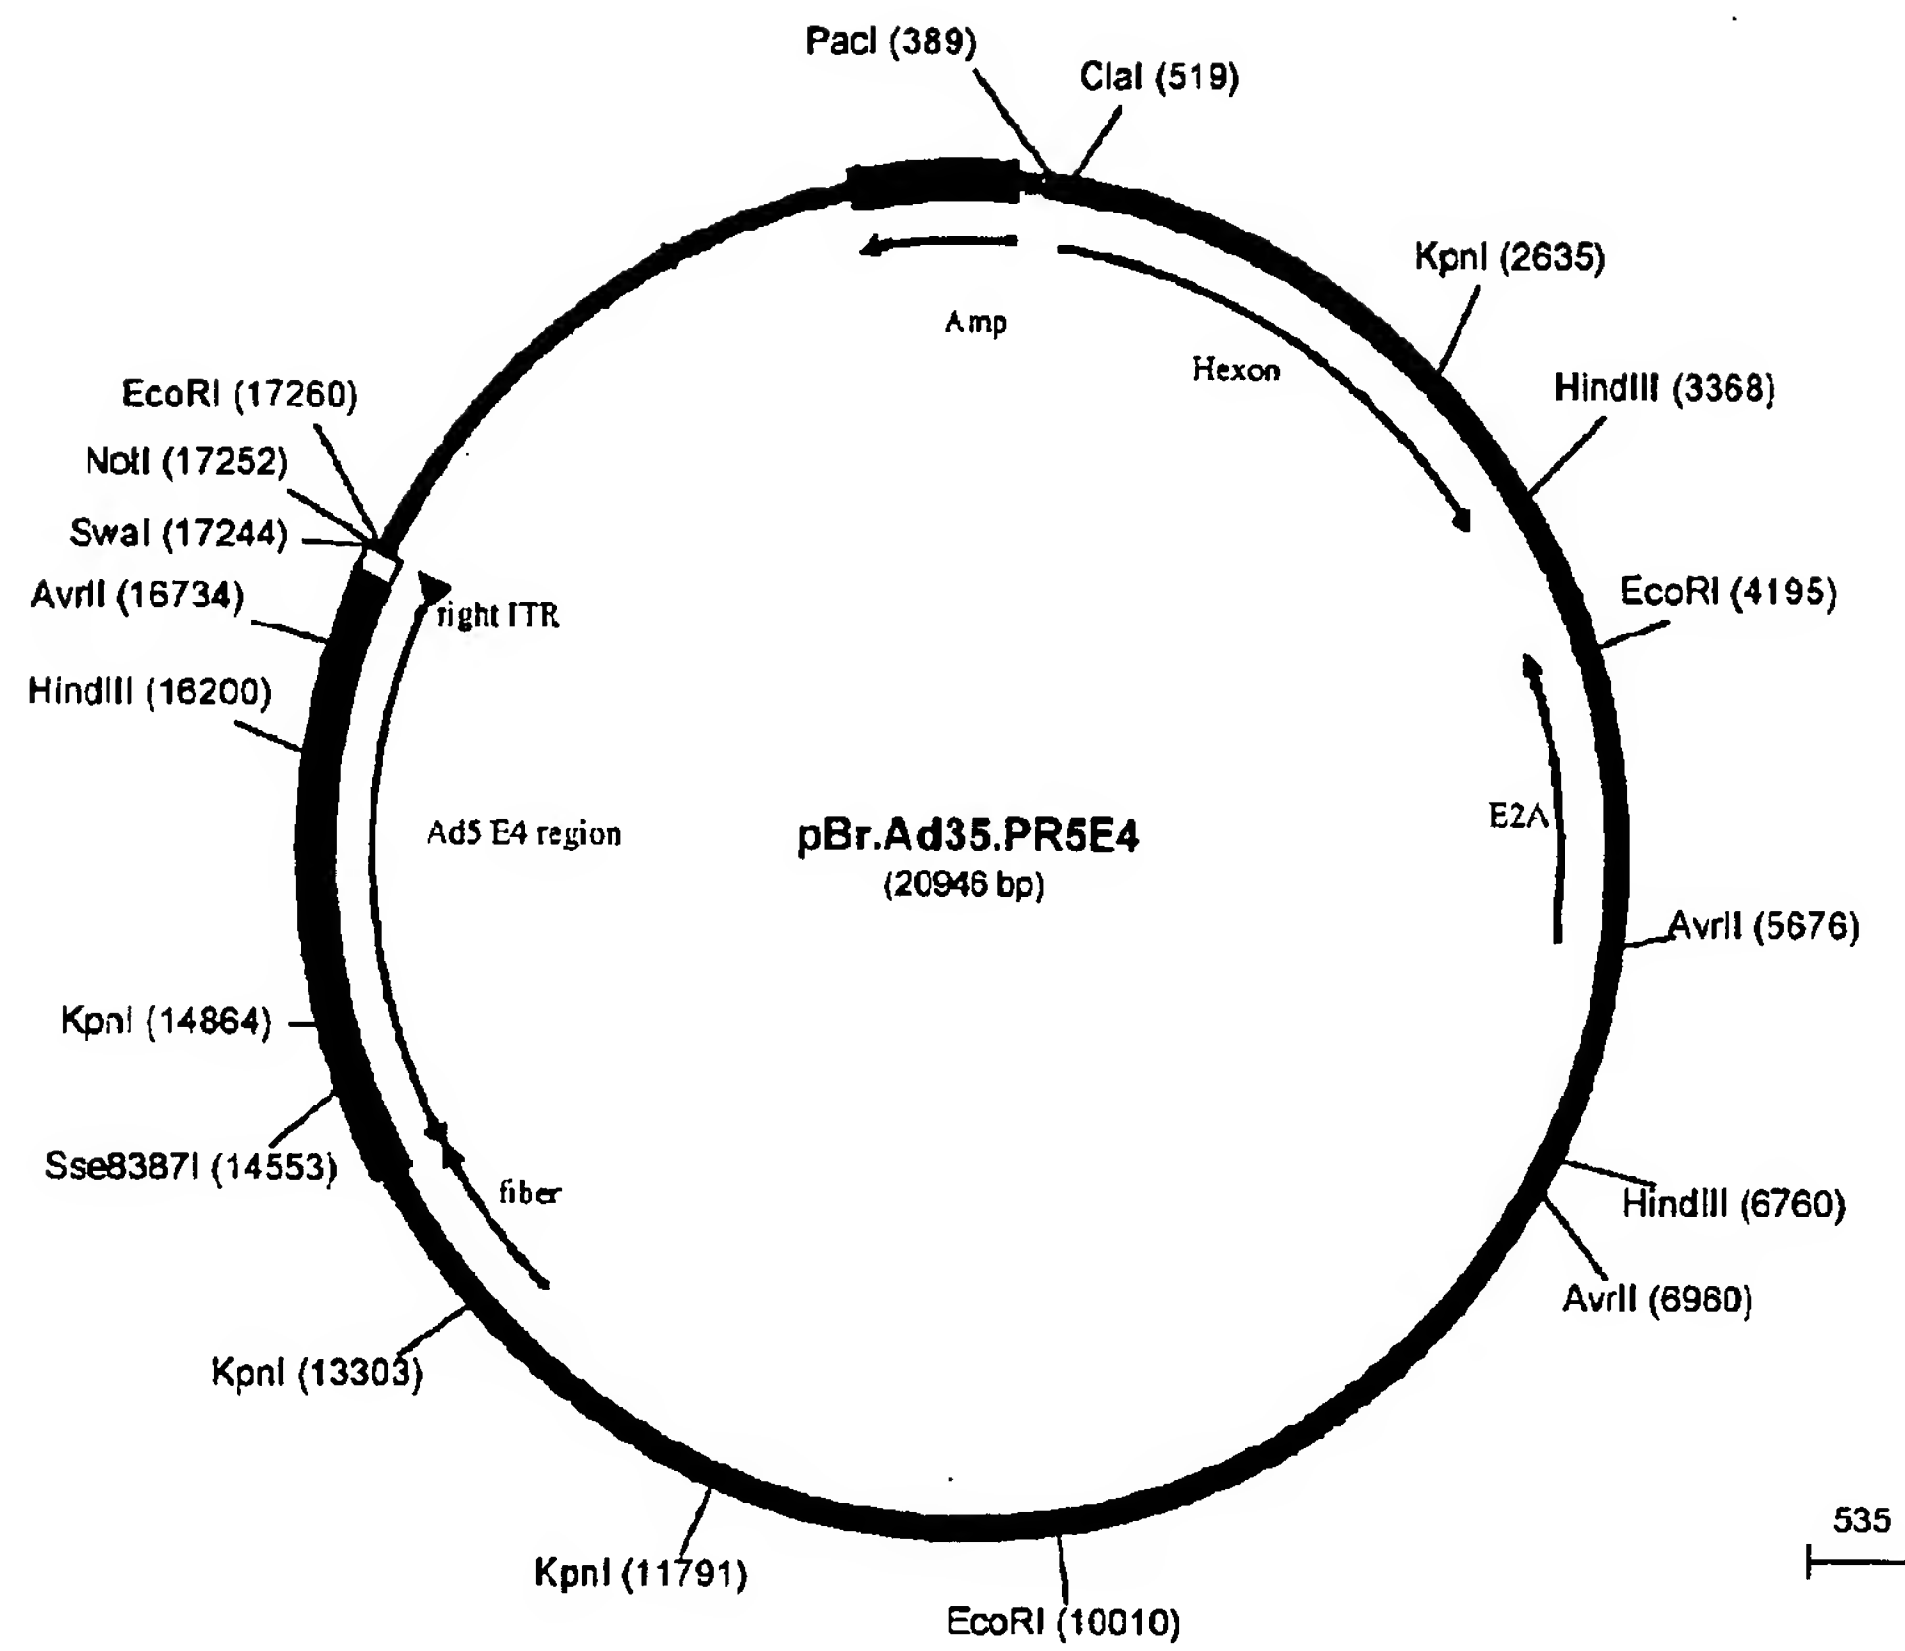 PacI (389)
ClaI (519)
KpnI (2635)
HindIII (3368)
EcoRI (4195)
AvrII (5676)
HindIII (6760)
AvrII (6960)
EcoRI (10010)
KpnI (11791)
KpnI (13303)
Sse8387I (14553)
KpnI (14864)
HindIII (16200)
AvrII (16734)
SwaI (17244)
NotI (17252)
EcoRI (17260)
Amp
Hexon
right ITR
Ad5 E4 region
pBr.Ad35.PR5E4
(20946 bp)
E2A
fiber
535